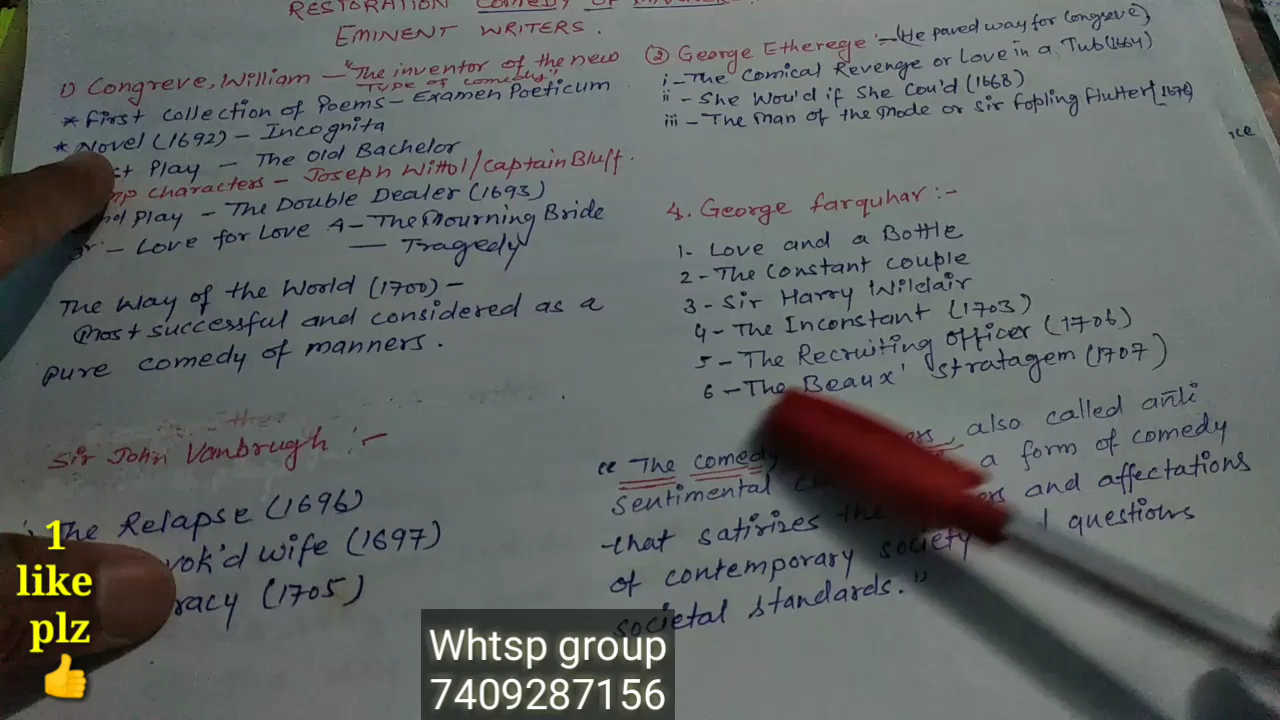 RESTORATION COMEDY OF
EMINENT WRITERS.
1) Congreve, William — "The inventor of the new
TYPE of comedy"
* First collection of Poems — Examen Poeticum
* Novel (1692) — Incognita
Play — The Old Bachelor
characters — Joseph Wittol/Captain Bluff.
Play — The Double Dealer (1693)
— Love for Love 4 — The Mourning Bride
— Tragedy
The Way of the World (1700) —
Most successful and considered as a
pure comedy of manners.
Sir John Vanbrugh :-
The Relapse (1696)
wife (1697)
(1705)
② George Etherege :— (He paved way for Congreve)
i — The Comical Revenge or Love in a Tub (1664)
ii — She Wou'd if She Cou'd (1668)
iii — The Man of the Mode or Sir Fopling Flutter (1676)
4. George Farquhar :-
1- Love and a Bottle
2 - The Constant Couple
3 - Sir Harry Wildair
4 - The Inconstant (1703)
5 - The Recruiting Officer (1706)
6 - The Beaux' Stratagem (1707)
" The comedy also called anti
sentimental a form of comedy
that satirizes the and affectations
of contemporary society questions
societal standards."
1
like
plz
👍
Whtsp group
7409287156